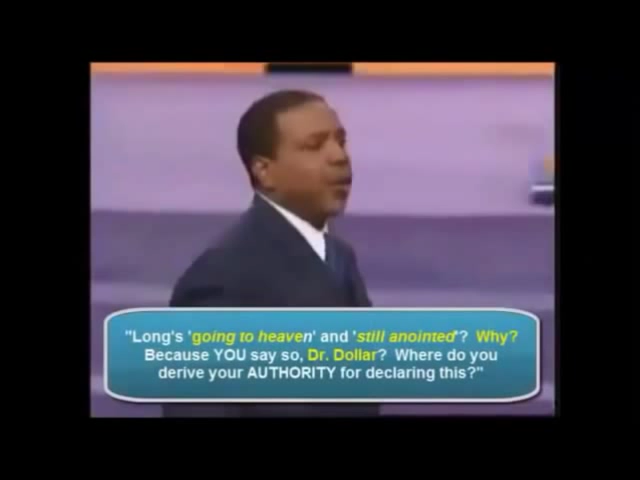 "Long's 'going to heaven' and 'still anointed'?  Why?
Because YOU say so, Dr. Dollar?  Where do you
derive your AUTHORITY for declaring this?"